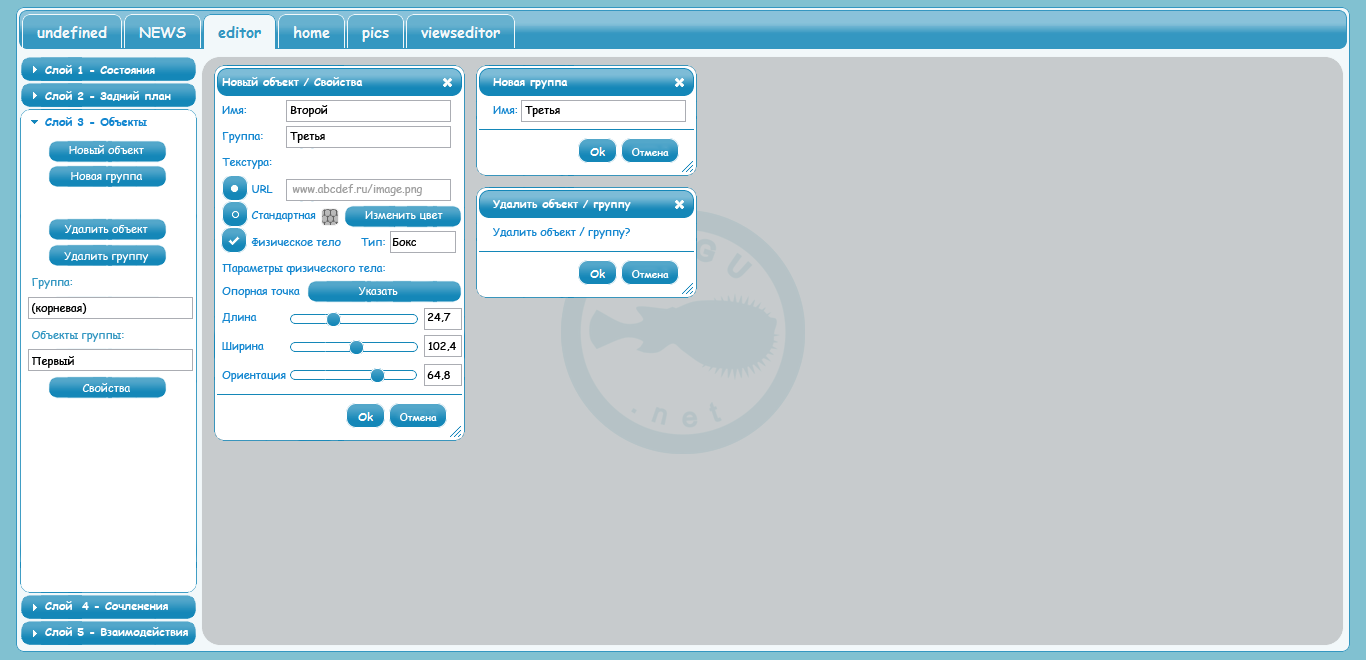 undefined NEWS editor home pics viewseditor
Слой 1 - Состояния
Слой 2 - Задний план
Слой 3 - Объекты
Новый объект
Новая группа
Удалить объект
Удалить группу
Группа:
(корневая)
Объекты группы:
Первый
Свойства
Слой 4 - Сочленения
Слой 5 - Взаимодействия
Новый объект / Свойства
Имя: Второй
Группа: Третья
Текстура:
URL www.abcdef.ru/image.png
Стандартная Изменить цвет
Физическое тело Тип: Бокс
Параметры физического тела:
Опорная точка Указать
Длина 24,7
Ширина 102,4
Ориентация 64,8
Ok Отмена
Новая группа
Имя: Третья
Ok Отмена
Удалить объект / группу
Удалить объект / группу?
Ok Отмена
GU
.net